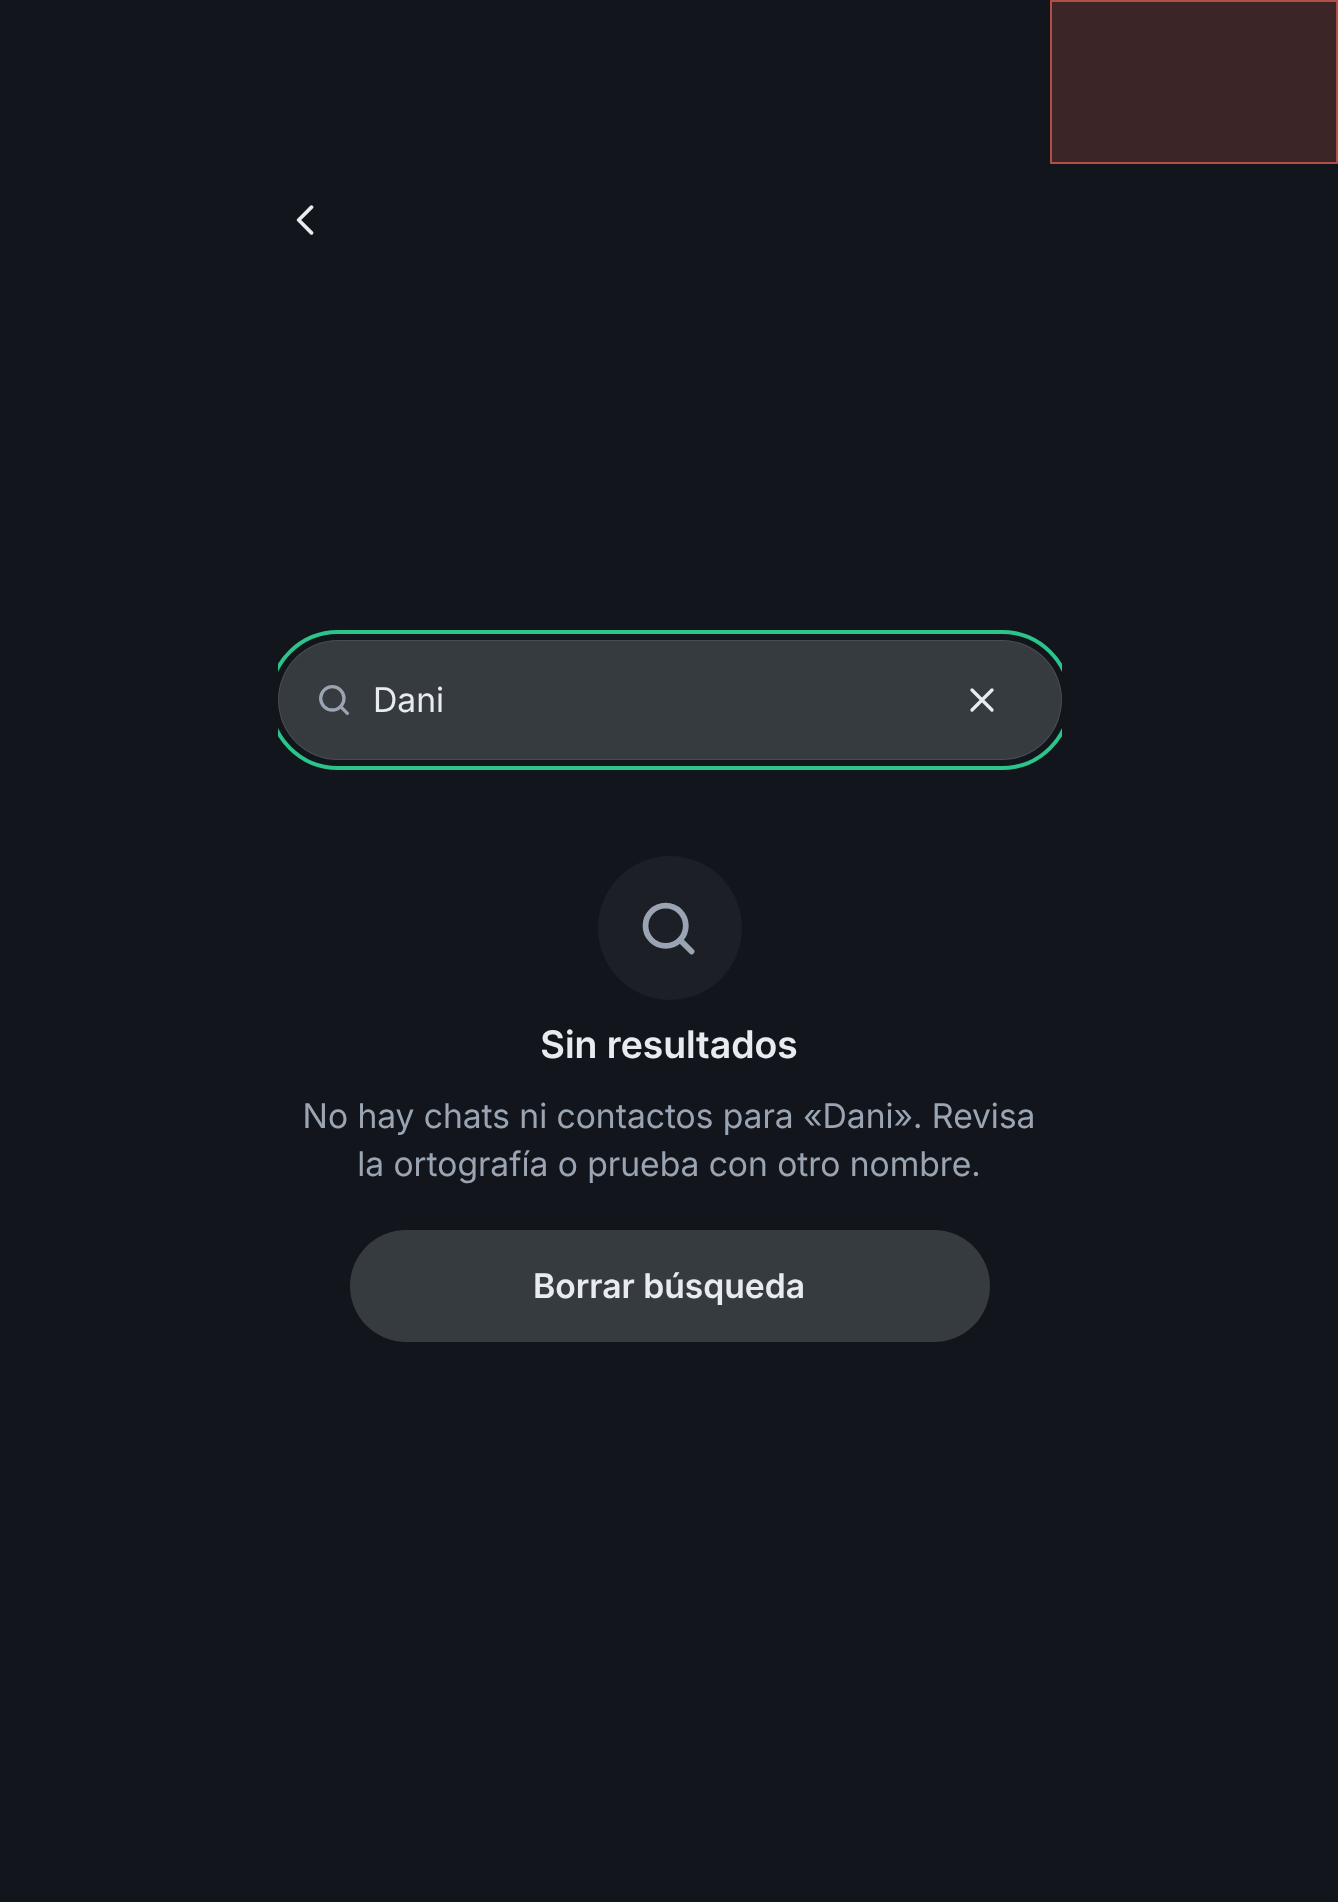 Dani
Sin resultados
No hay chats ni contactos para «Dani». Revisa
la ortografía o prueba con otro nombre.
Borrar búsqueda